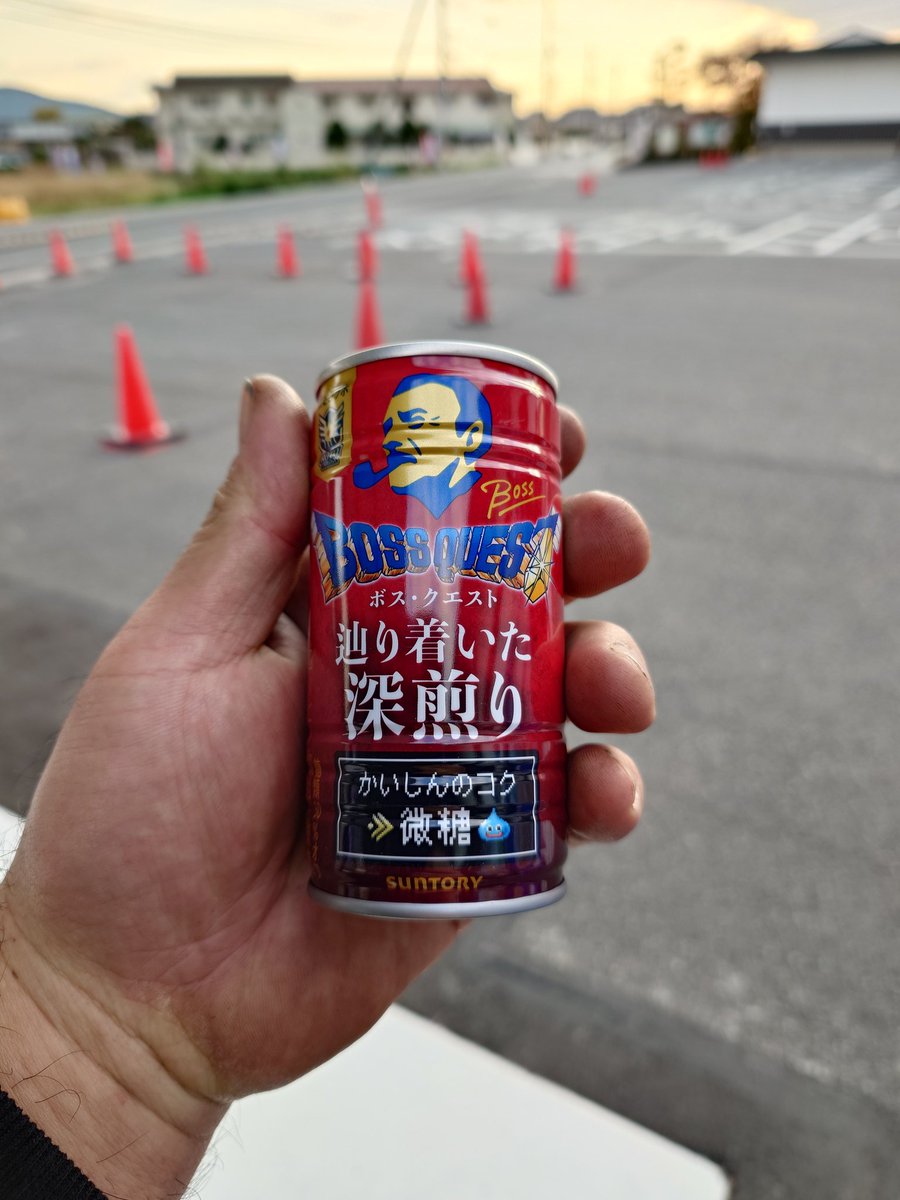 Boss
BOSS QUEST
ボス・クエスト
辿り着いた
深煎り
かいしんのコク
微糖
SUNTORY